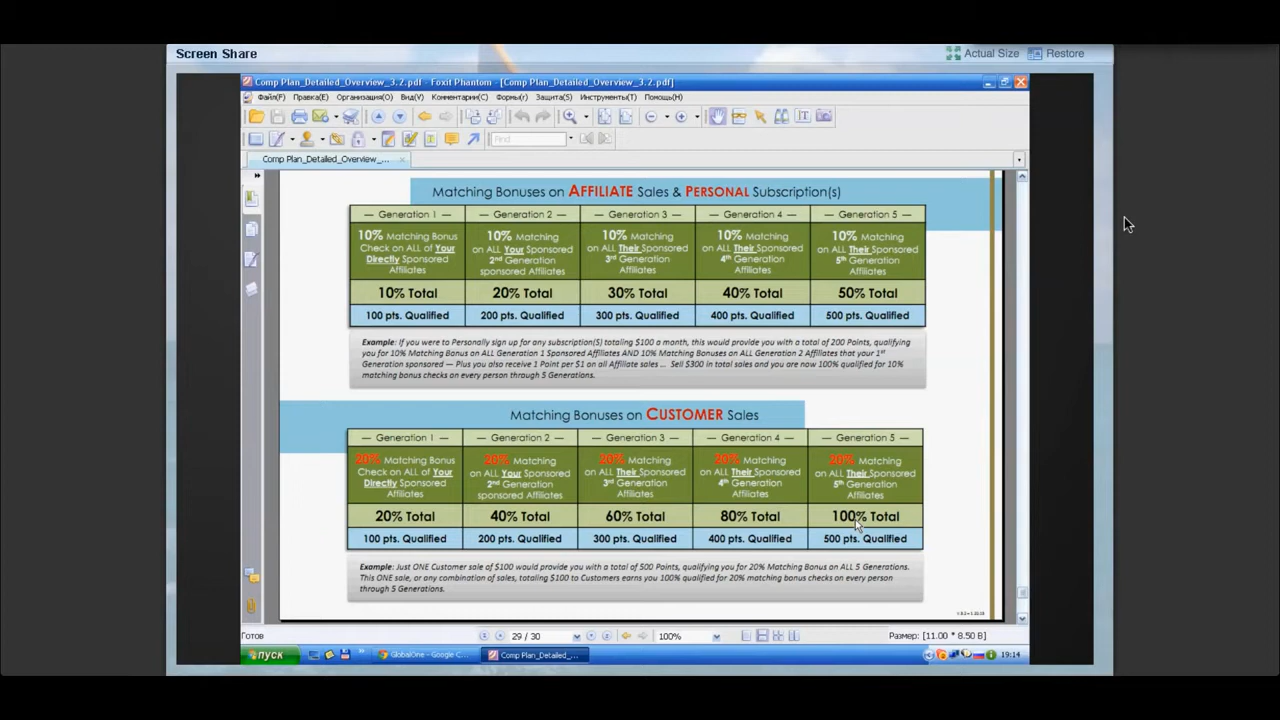 Screen Share
Actual Size
Restore
Comp Plan_Detailed_Overview_3.2.pdf - Foxit Phantom - [Comp Plan_Detailed_Overview_3.2.pdf]
Файл(F) Правка(E) Организация(O) Вид(V) Комментарии(C) Формы(r) Защита(S) Инструменты(T) Помощь(H)
Find
Comp Plan_Detailed_Overview_...
Matching Bonuses on AFFILIATE Sales & PERSONAL Subscription(s)
— Generation 1 — — Generation 2 — — Generation 3 — — Generation 4 — — Generation 5 —
10% Matching Bonus 10% Matching 10% Matching 10% Matching 10% Matching
Check on ALL of Your on ALL Your Sponsored on ALL Their Sponsored on ALL Their Sponsored on ALL Their Sponsored
Directly Sponsored 2nd Generation 3rd Generation 4th Generation 5th Generation
Affiliates sponsored Affiliates Affiliates Affiliates Affiliates
10% Total 20% Total 30% Total 40% Total 50% Total
100 pts. Qualified 200 pts. Qualified 300 pts. Qualified 400 pts. Qualified 500 pts. Qualified
Example: If you were to Personally sign up for any subscription(S) totaling $100 a month, this would provide you with a total of 200 Points, qualifying
you for 10% Matching Bonus on ALL Generation 1 Sponsored Affiliates AND 10% Matching Bonuses on ALL Generation 2 Affiliates that your 1st
Generation sponsored — Plus you also receive 1 Point per $1 on all Affiliate sales ... Sell $300 in total sales and you are now 100% qualified for 10%
matching bonus checks on every person through 5 Generations.
Matching Bonuses on CUSTOMER Sales
— Generation 1 — — Generation 2 — — Generation 3 — — Generation 4 — — Generation 5 —
20% Matching Bonus 20% Matching 20% Matching 20% Matching 20% Matching
Check on ALL of Your on ALL Your Sponsored on ALL Their Sponsored on ALL Their Sponsored on ALL Their Sponsored
Directly Sponsored 2nd Generation 3rd Generation 4th Generation 5th Generation
Affiliates sponsored Affiliates Affiliates Affiliates Affiliates
20% Total 40% Total 60% Total 80% Total 100% Total
100 pts. Qualified 200 pts. Qualified 300 pts. Qualified 400 pts. Qualified 500 pts. Qualified
Example: Just ONE Customer sale of $100 would provide you with a total of 500 Points, qualifying you for 20% Matching Bonus on ALL 5 Generations.
This ONE sale, or any combination of sales, totaling $100 to Customers earns you 100% qualified for 20% matching bonus checks on every person
through 5 Generations.
Готов
29 / 30
100%
Размер: [11.00 * 8.50 В]
пуск
GlobalOne - Google C...
Comp Plan_Detailed_...
19:14